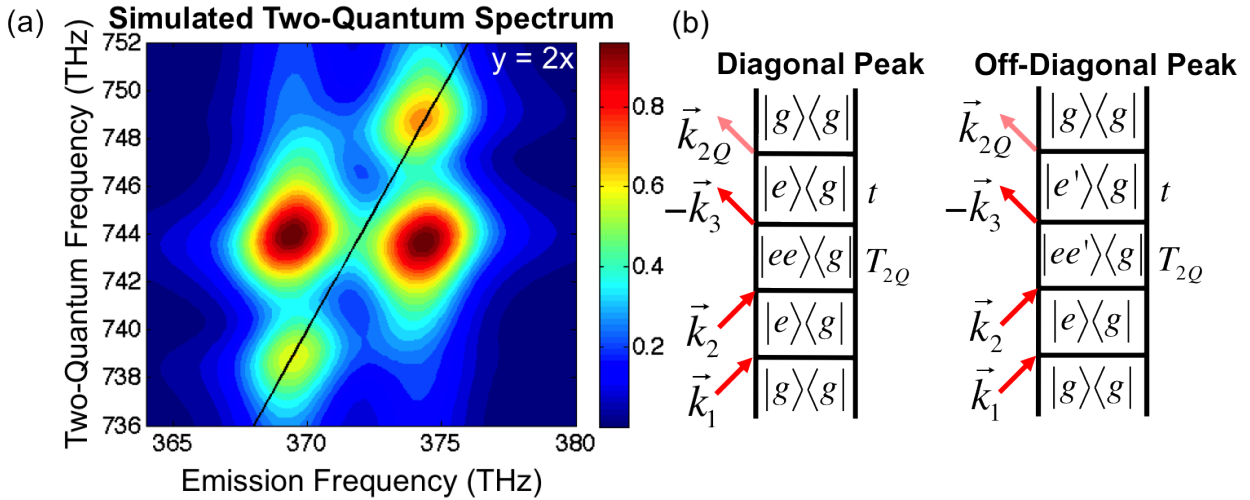 (a)
Simulated Two-Quantum Spectrum
Two-Quantum Frequency (THz)
752
750
748
746
744
742
740
738
736
y = 2x
0.8
0.6
0.4
0.2
365
370
375
380
Emission Frequency (THz)
(b)
Diagonal Peak
|g⟩⟨g|
k⃗2Q
|e⟩⟨g| t
−k⃗3
|ee⟩⟨g| T2Q
k⃗2
|e⟩⟨g|
k⃗1
|g⟩⟨g|
Off-Diagonal Peak
|g⟩⟨g|
k⃗2Q
|e'⟩⟨g| t
−k⃗3
|ee'⟩⟨g| T2Q
k⃗2
|e⟩⟨g|
k⃗1
|g⟩⟨g|